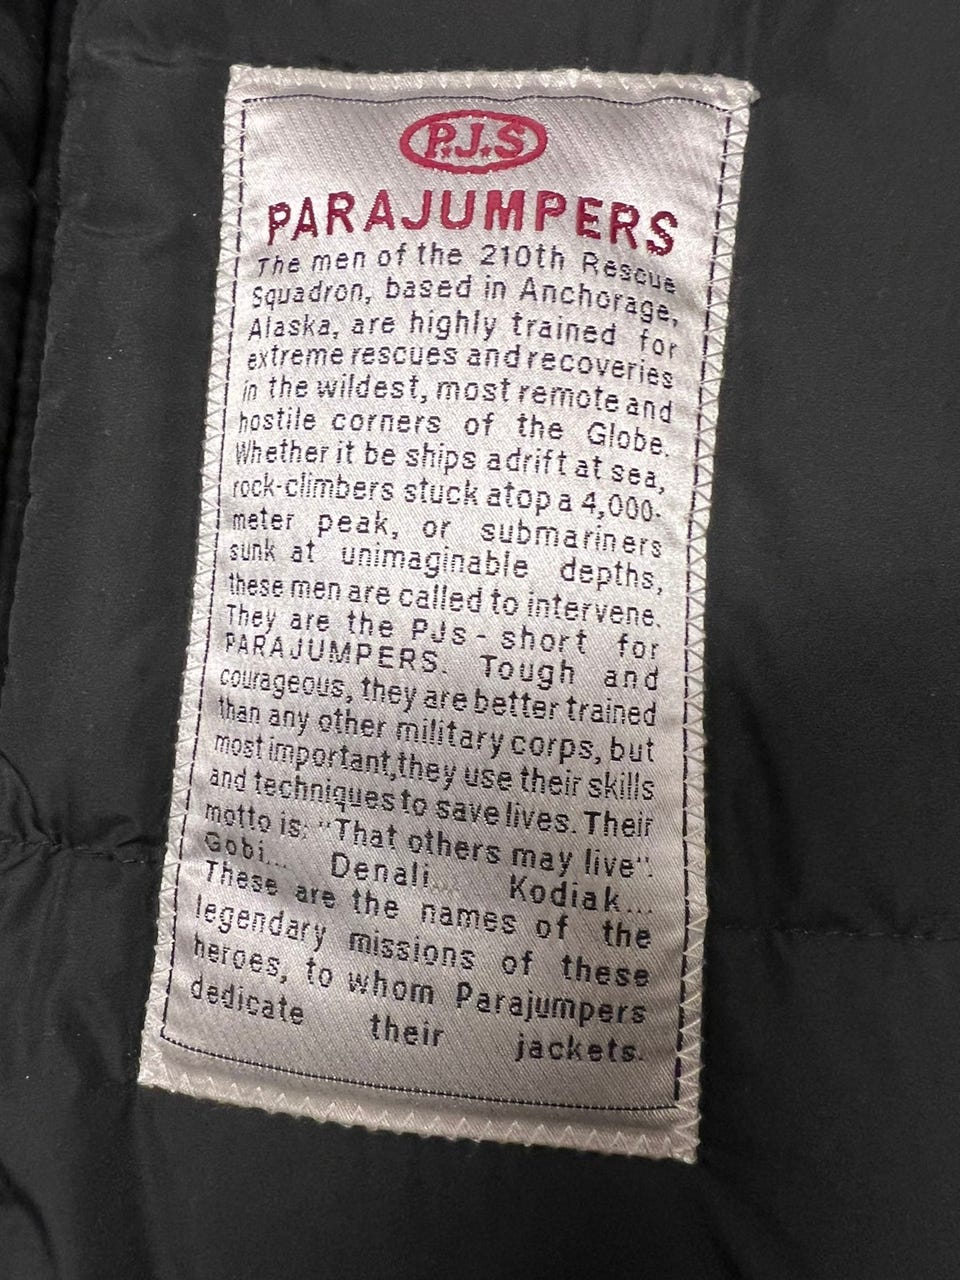 P.J.S
PARAJUMPERS
The men of the 210th Rescue
Squadron, based in Anchorage,
Alaska, are highly trained for
extreme rescues and recoveries
in the wildest, most remote and
hostile corners of the Globe.
Whether it be ships adrift at sea,
rock-climbers stuck atop a 4,000-
meter peak, or submariners
sunk at unimaginable depths,
these men are called to intervene.
They are the PJs - short for
PARAJUMPERS. Tough and
courageous, they are better trained
than any other military corps, but
most important,they use their skills
and techniques to save lives. Their
motto is: "That others may live".
Gobi... Denali... Kodiak...
These are the names of the
legendary missions of these
heroes, to whom Parajumpers
dedicate their jackets.